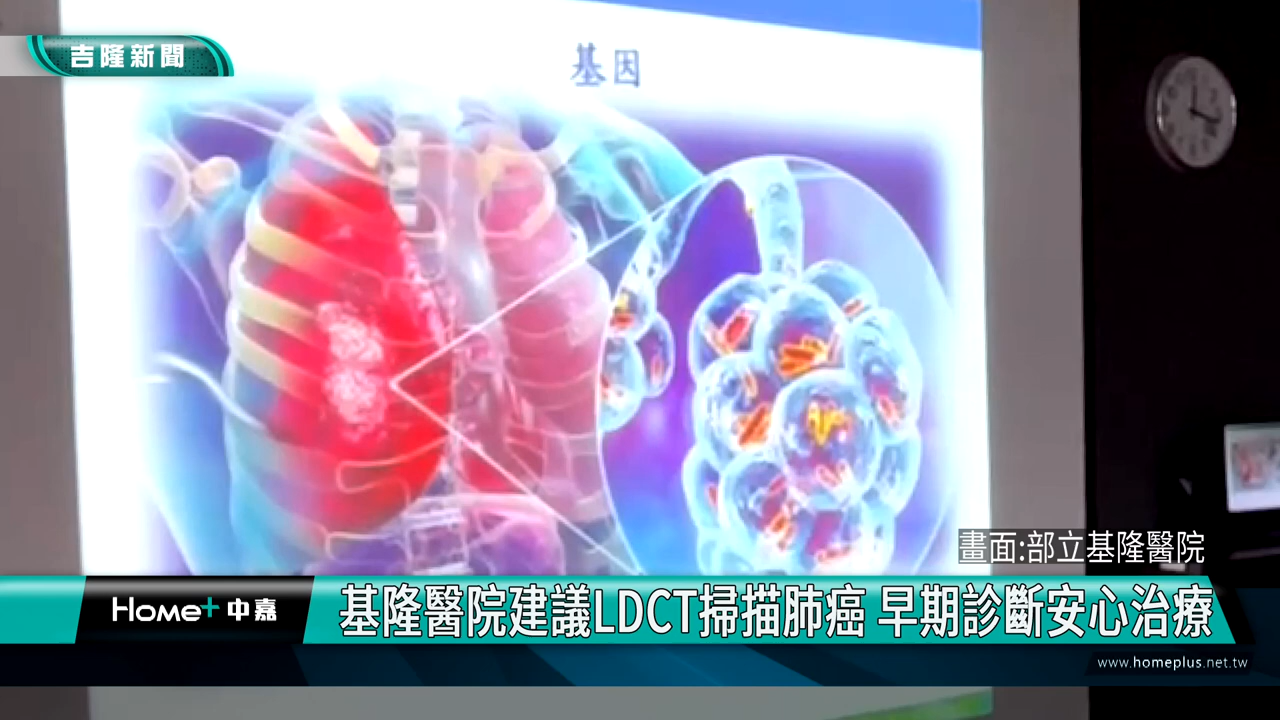 吉隆新聞
基因
畫面:部立基隆醫院
Home+ 中嘉
基隆醫院建議LDCT掃描肺癌 早期診斷安心治療
www.homeplus.net.tw